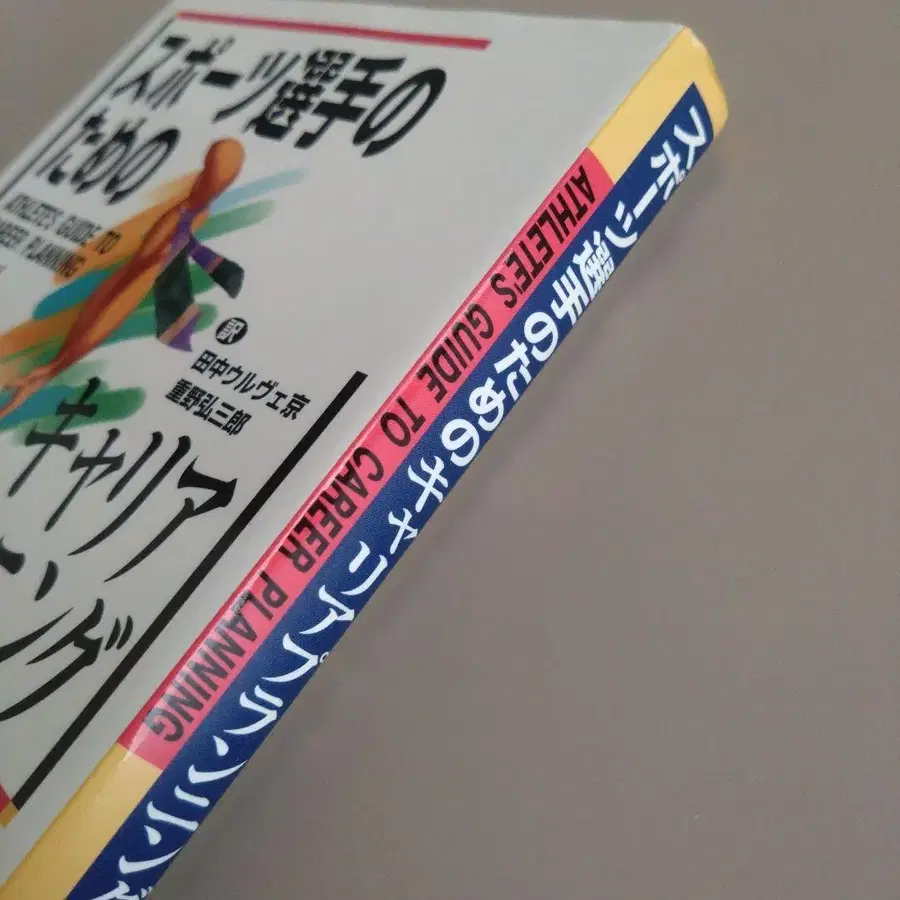 スポーツ選手の
ための
ATHLETE'S GUIDE TO
CAREER PLANNING
訳
田中ウルヴェ京
重野弘三郎
キャリア
ング
ATHLETE'S GUIDE TO CAREER PLANNING
スポーツ選手のためのキャリアプランニング